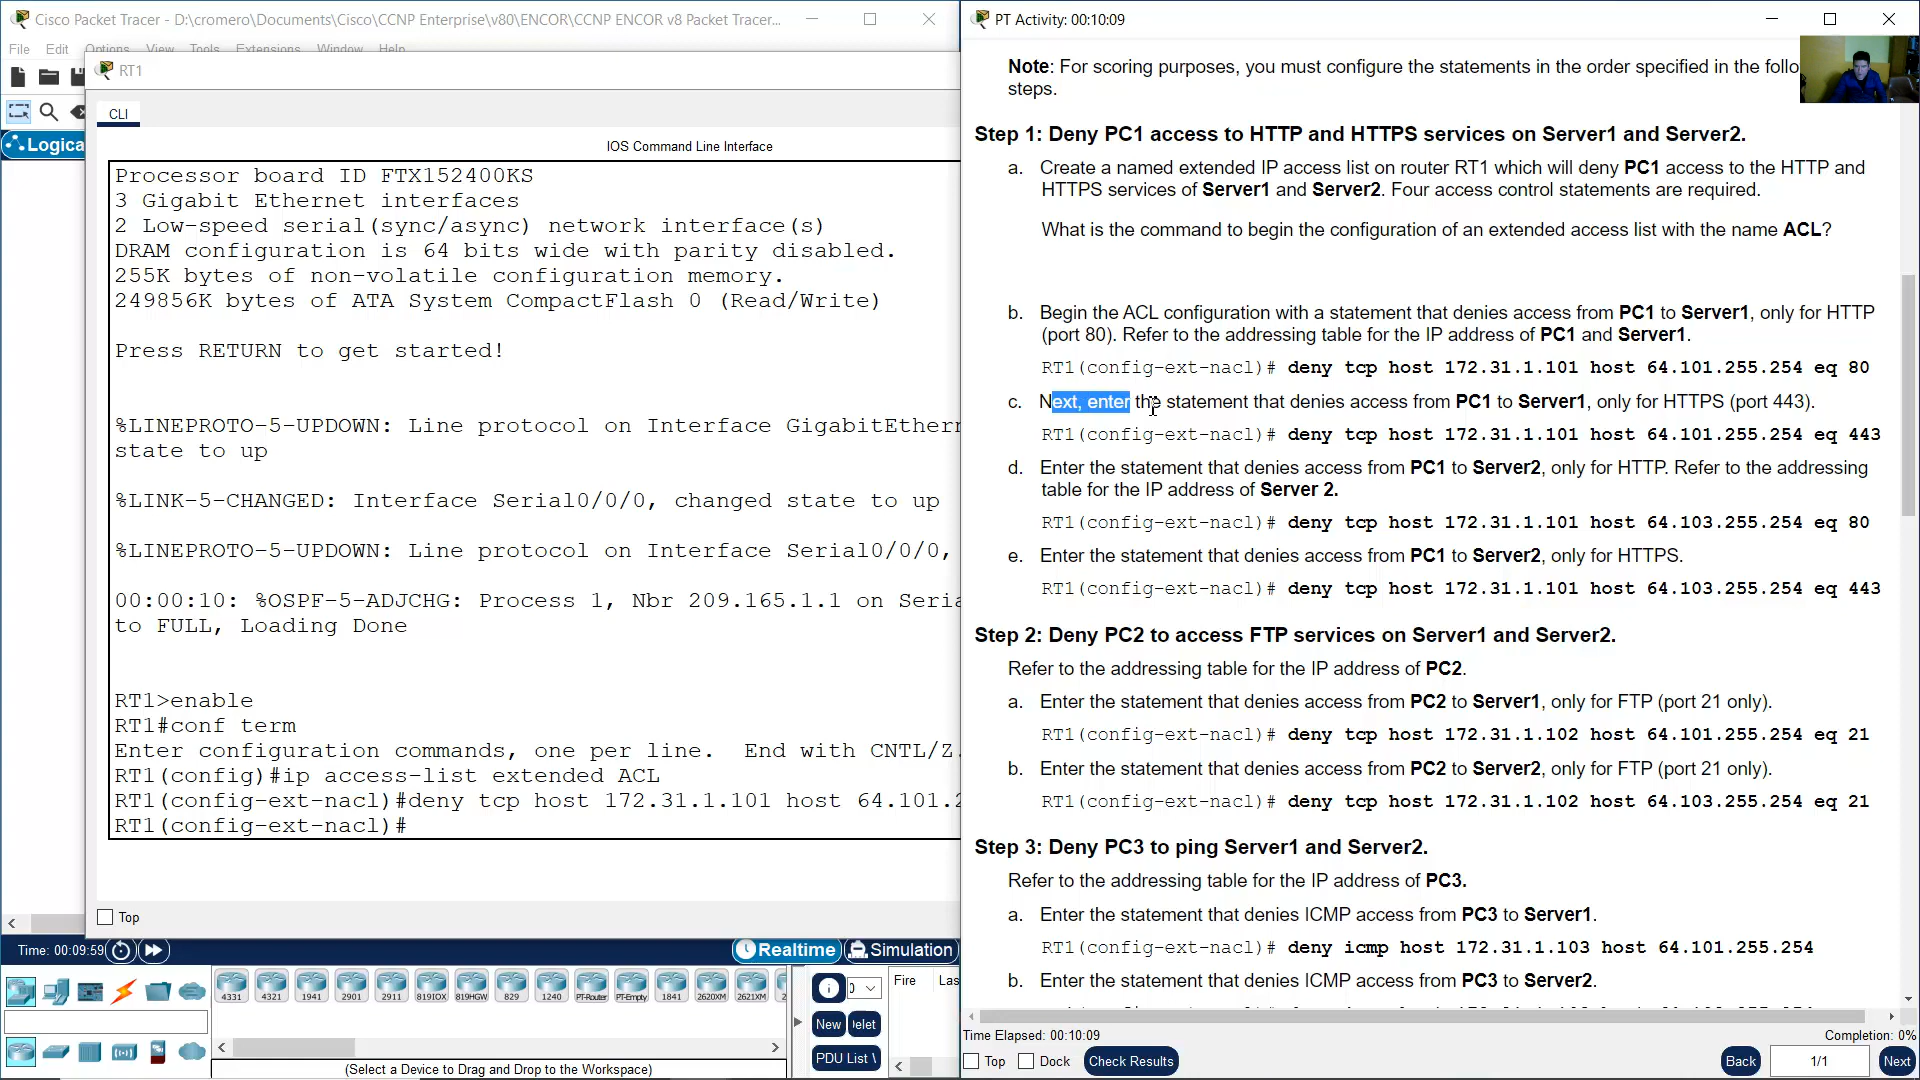 Cisco Packet Tracer - D:\cromero\Documents\Cisco\CCNP Enterprise\v80\ENCOR\CCNP ENCOR v8 Packet Tracer...
File Edit Options View Tools Extensions Window Help
RT1
Logica
CLI
IOS Command Line Interface
Processor board ID FTX152400KS
3 Gigabit Ethernet interfaces
2 Low-speed serial(sync/async) network interface(s)
DRAM configuration is 64 bits wide with parity disabled.
255K bytes of non-volatile configuration memory.
249856K bytes of ATA System CompactFlash 0 (Read/Write)
Press RETURN to get started!
%LINEPROTO-5-UPDOWN: Line protocol on Interface GigabitEthern
state to up
%LINK-5-CHANGED: Interface Serial0/0/0, changed state to up
%LINEPROTO-5-UPDOWN: Line protocol on Interface Serial0/0/0,
00:00:10: %OSPF-5-ADJCHG: Process 1, Nbr 209.165.1.1 on Seria
to FULL, Loading Done
RT1>enable
RT1#conf term
Enter configuration commands, one per line.  End with CNTL/Z.
RT1(config)#ip access-list extended ACL
RT1(config-ext-nacl)#deny tcp host 172.31.1.101 host 64.101.2
RT1(config-ext-nacl)#
Top
Time: 00:09:59
Realtime
Simulation
4331 4321 1941 2901 2911 819IOX 819HGW 829 1240 PT-Router PT-Empty 1841 2620XM 2621XM 2
0
Fire Las
New elet
PDU List \
(Select a Device to Drag and Drop to the Workspace)
PT Activity: 00:10:09
Note: For scoring purposes, you must configure the statements in the order specified in the follo
steps.
Step 1: Deny PC1 access to HTTP and HTTPS services on Server1 and Server2.
a. Create a named extended IP access list on router RT1 which will deny PC1 access to the HTTP and
HTTPS services of Server1 and Server2. Four access control statements are required.
What is the command to begin the configuration of an extended access list with the name ACL?
b. Begin the ACL configuration with a statement that denies access from PC1 to Server1, only for HTTP
(port 80). Refer to the addressing table for the IP address of PC1 and Server1.
RT1(config-ext-nacl)# deny tcp host 172.31.1.101 host 64.101.255.254 eq 80
c. Next, enter the statement that denies access from PC1 to Server1, only for HTTPS (port 443).
RT1(config-ext-nacl)# deny tcp host 172.31.1.101 host 64.101.255.254 eq 443
d. Enter the statement that denies access from PC1 to Server2, only for HTTP. Refer to the addressing
table for the IP address of Server 2.
RT1(config-ext-nacl)# deny tcp host 172.31.1.101 host 64.103.255.254 eq 80
e. Enter the statement that denies access from PC1 to Server2, only for HTTPS.
RT1(config-ext-nacl)# deny tcp host 172.31.1.101 host 64.103.255.254 eq 443
Step 2: Deny PC2 to access FTP services on Server1 and Server2.
Refer to the addressing table for the IP address of PC2.
a. Enter the statement that denies access from PC2 to Server1, only for FTP (port 21 only).
RT1(config-ext-nacl)# deny tcp host 172.31.1.102 host 64.101.255.254 eq 21
b. Enter the statement that denies access from PC2 to Server2, only for FTP (port 21 only).
RT1(config-ext-nacl)# deny tcp host 172.31.1.102 host 64.103.255.254 eq 21
Step 3: Deny PC3 to ping Server1 and Server2.
Refer to the addressing table for the IP address of PC3.
a. Enter the statement that denies ICMP access from PC3 to Server1.
RT1(config-ext-nacl)# deny icmp host 172.31.1.103 host 64.101.255.254
b. Enter the statement that denies ICMP access from PC3 to Server2.
Time Elapsed: 00:10:09
Completion: 0%
Top Dock Check Results Back 1/1 Next